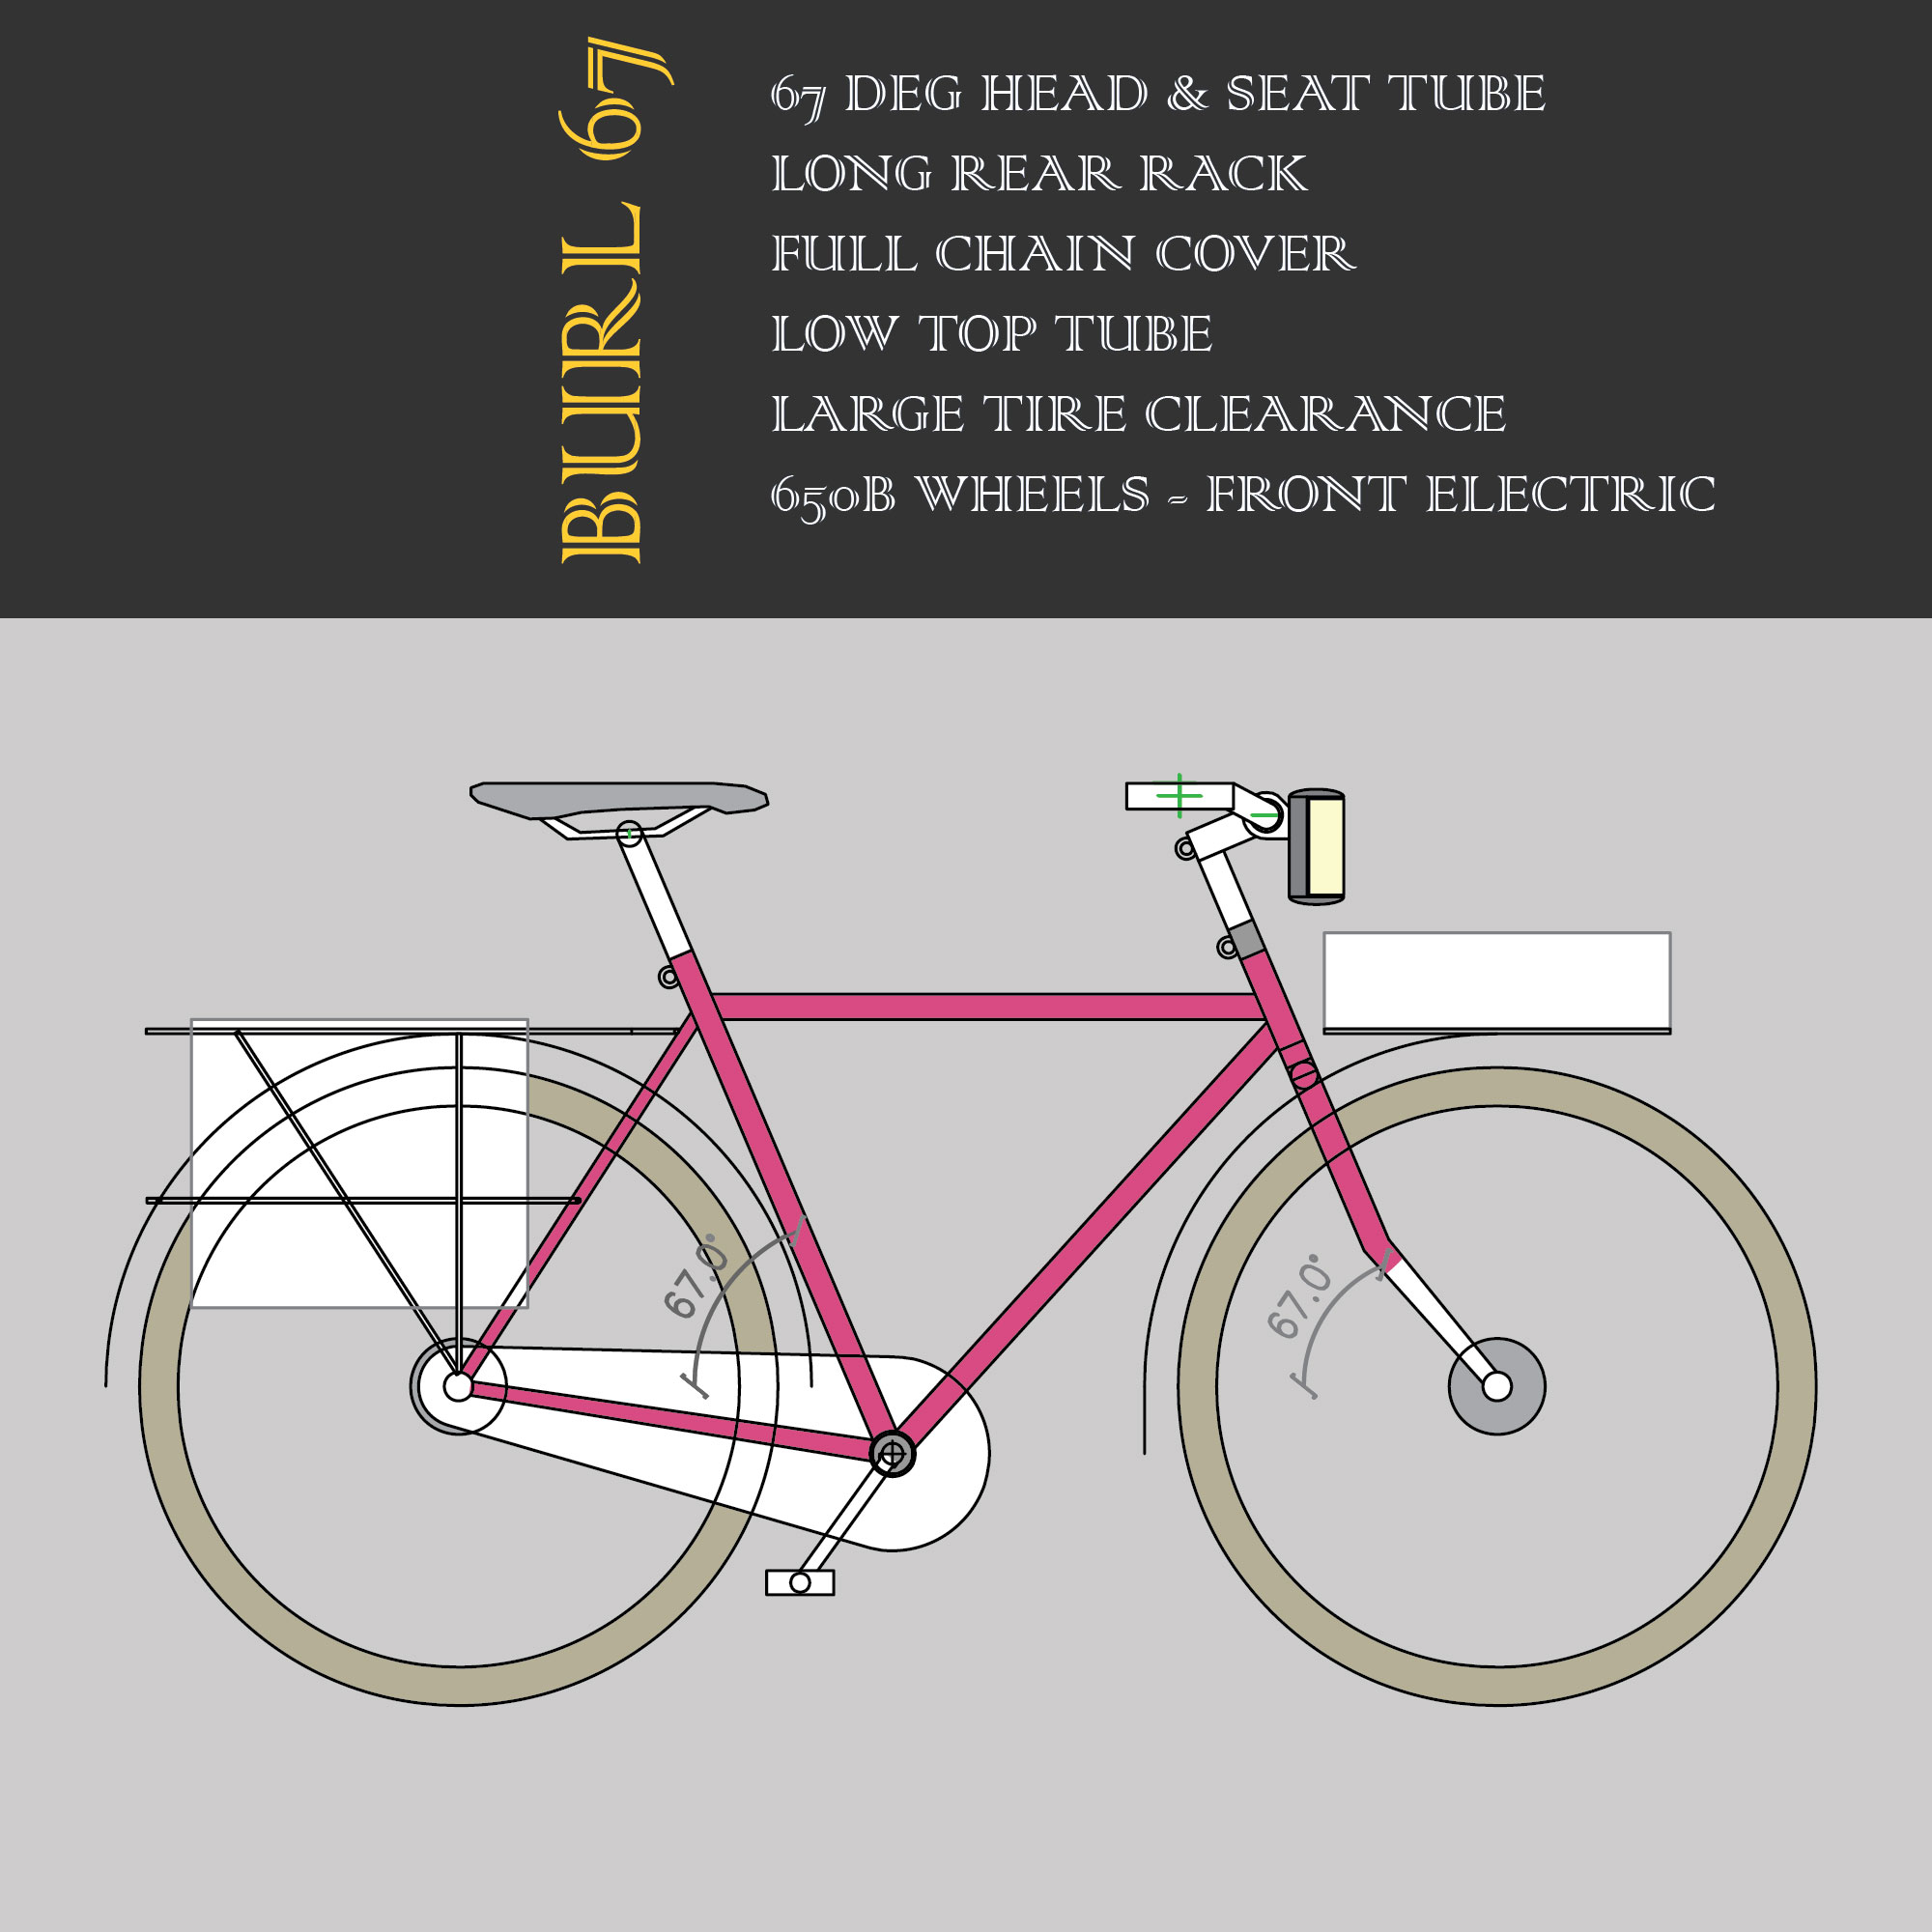 BURL 67
67 DEG HEAD & SEAT TUBE
LONG REAR RACK
FULL CHAIN COVER
LOW TOP TUBE
LARGE TIRE CLEARANCE
650B WHEELS - FRONT ELECTRIC
67.0°
67.0°